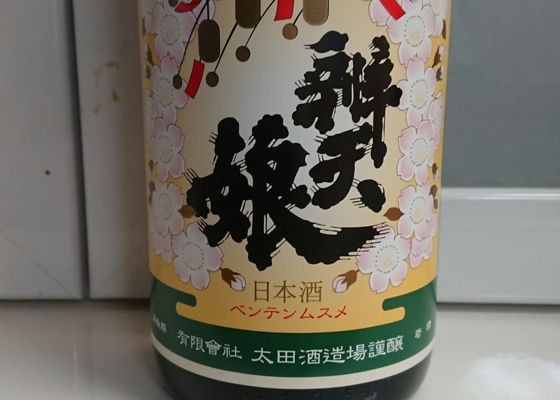 辨天
娘
日本酒
ベンテンムスメ
有限會社 太田酒造場謹醸